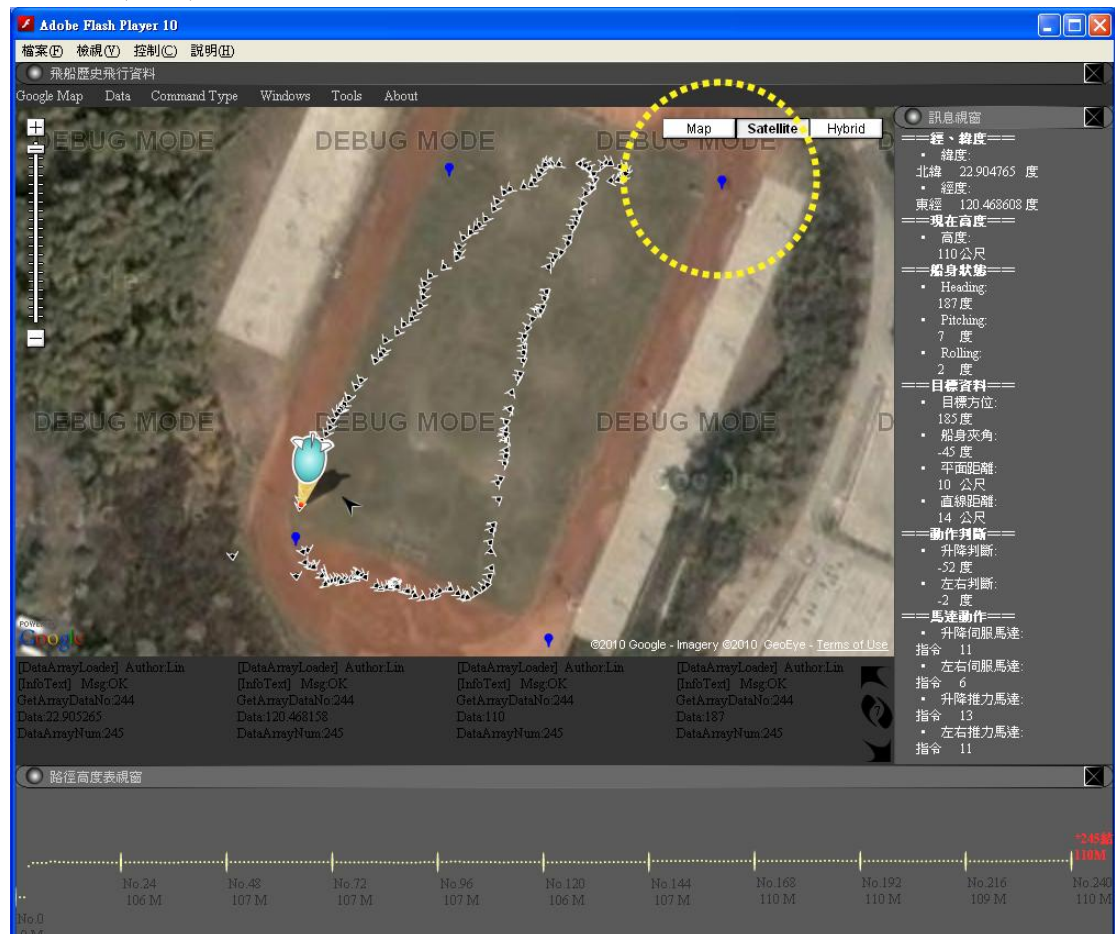 Adobe Flash Player 10
檔案(F) 檢視(V) 控制(C) 說明(H)
飛船歷史飛行資料
Google Map Data Command Type Windows Tools About
Map Satellite Hybrid
DEBUG MODE DEBUG MODE DEBUG MODE D
DEBUG MODE DEBUG MODE DEBUG MODE D
POWE
Google
©2010 Google - Imagery ©2010 GeoEye - Terms of Use
訊息視窗
==經、緯度==
• 緯度:
北緯 22.904765 度
• 經度:
東經 120.468608 度
==現在高度==
• 高度:
110 公尺
==船身狀態==
• Heading:
187 度
• Pitching:
7 度
• Rolling:
2 度
==目標資料==
• 目標方位:
185 度
• 船身夾角:
-45 度
• 平面距離:
10 公尺
• 直線距離:
14 公尺
==動作判斷==
• 升降判斷:
-52 度
• 左右判斷:
-2 度
==馬達動作==
• 升降伺服馬達:
指令 11
• 左右伺服馬達:
指令 6
• 升降推力馬達:
指令 13
• 左右推力馬達:
指令 11
[DataArrayLoader] Author:Lin
[InfoText] Msg:OK
GetArrayDataNo:244
Data:22.905265
DataArrayNum:245
[DataArrayLoader] Author:Lin
[InfoText] Msg:OK
GetArrayDataNo:244
Data:120.468158
DataArrayNum:245
[DataArrayLoader] Author:Lin
[InfoText] Msg:OK
GetArrayDataNo:244
Data:110
DataArrayNum:245
[DataArrayLoader] Author:Lin
[InfoText] Msg:OK
GetArrayDataNo:244
Data:187
DataArrayNum:245
?
路徑高度表視窗
*245結
110M
No.0
No.24
106 M
No.48
107 M
No.72
107 M
No.96
107 M
No.120
106 M
No.144
107 M
No.168
110 M
No.192
110 M
No.216
109 M
No.240
110 M